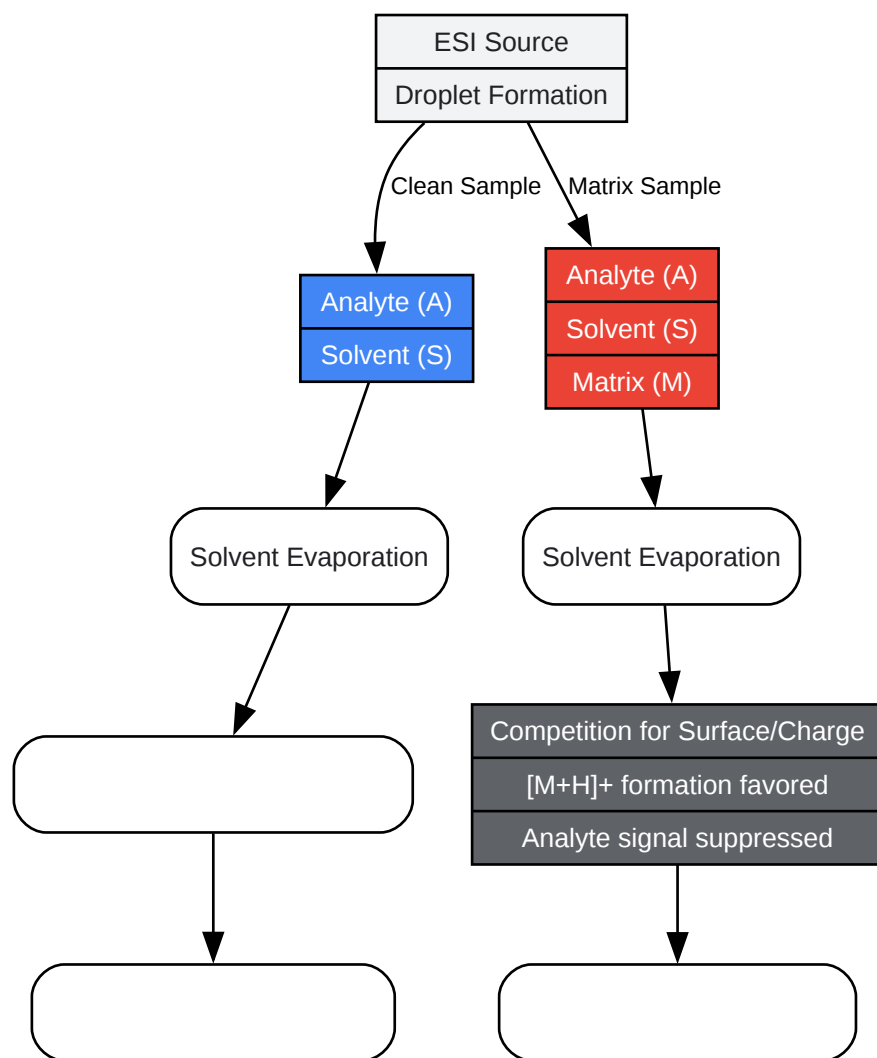 ESI Source
Droplet Formation
Clean Sample
Matrix Sample
Analyte (A)
Solvent (S)
Analyte (A)
Solvent (S)
Matrix (M)
Solvent Evaporation
Solvent Evaporation
Competition for Surface/Charge
[M+H]+ formation favored
Analyte signal suppressed